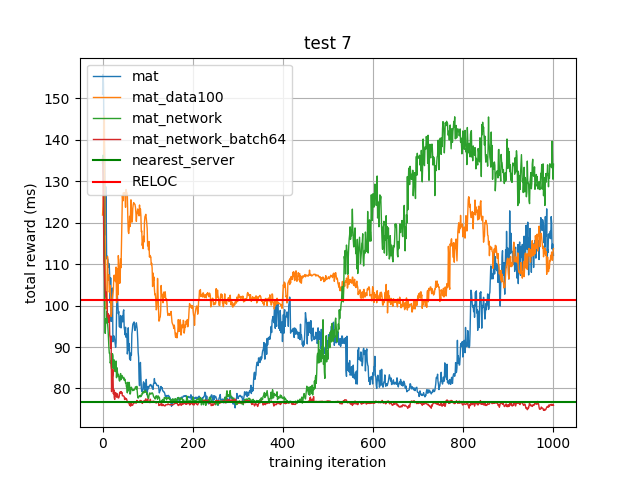 test 7
mat
mat_data100
mat_network
mat_network_batch64
nearest_server
RELOC
total reward (ms)
150
140
130
120
110
100
90
80
0 200 400 600 800 1000
training iteration